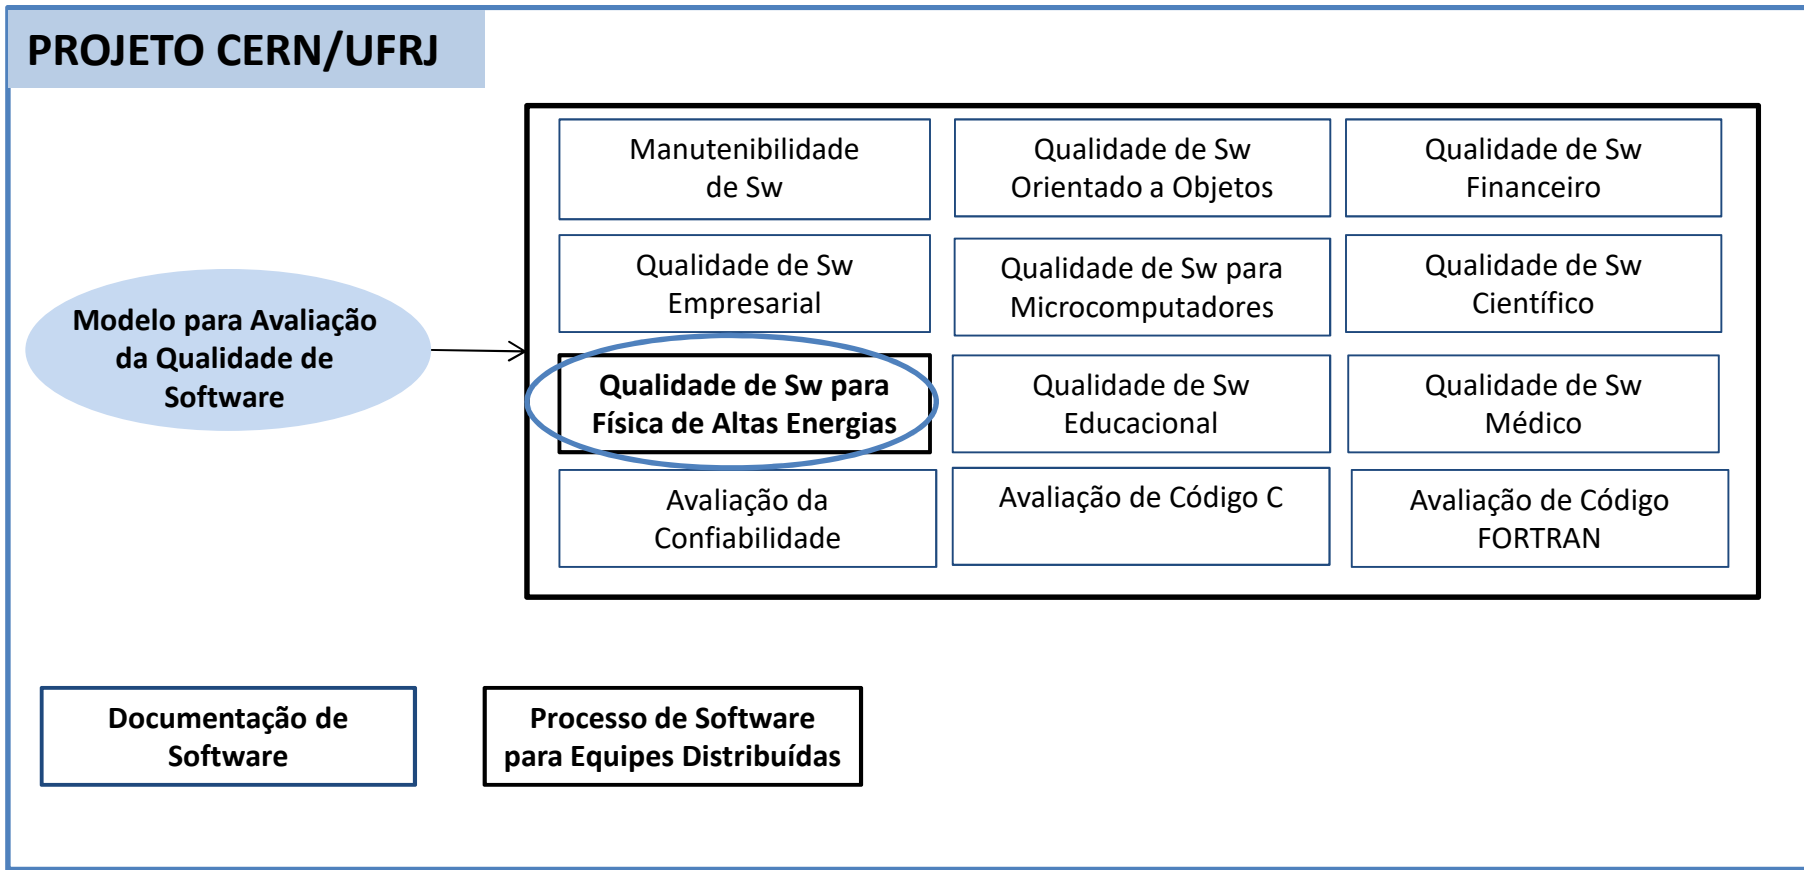 PROJETO CERN/UFRJ
Modelo para Avaliação
da Qualidade de
Software
Manutenibilidade
de Sw
Qualidade de Sw
Orientado a Objetos
Qualidade de Sw
Financeiro
Qualidade de Sw
Empresarial
Qualidade de Sw para
Microcomputadores
Qualidade de Sw
Científico
Qualidade de Sw para
Física de Altas Energias
Qualidade de Sw
Educacional
Qualidade de Sw
Médico
Avaliação da
Confiabilidade
Avaliação de Código C
Avaliação de Código
FORTRAN
Documentação de
Software
Processo de Software
para Equipes Distribuídas